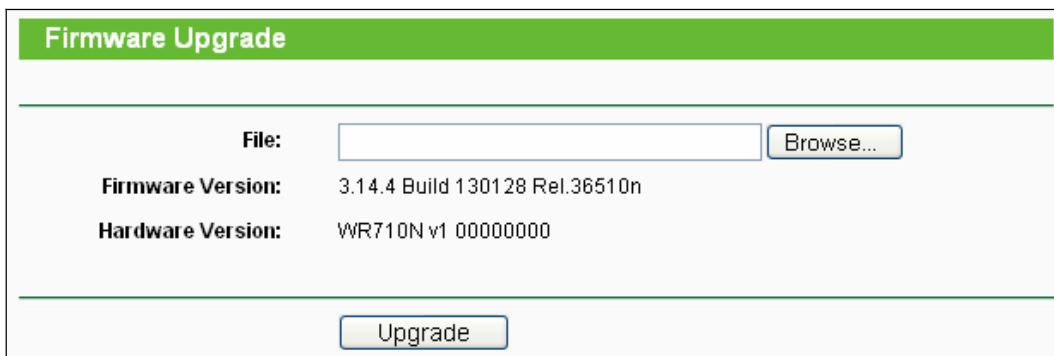 Firmware Upgrade
File: Browse...
Firmware Version: 3.14.4 Build 130128 Rel.36510n
Hardware Version: WR710N v1 00000000
Upgrade